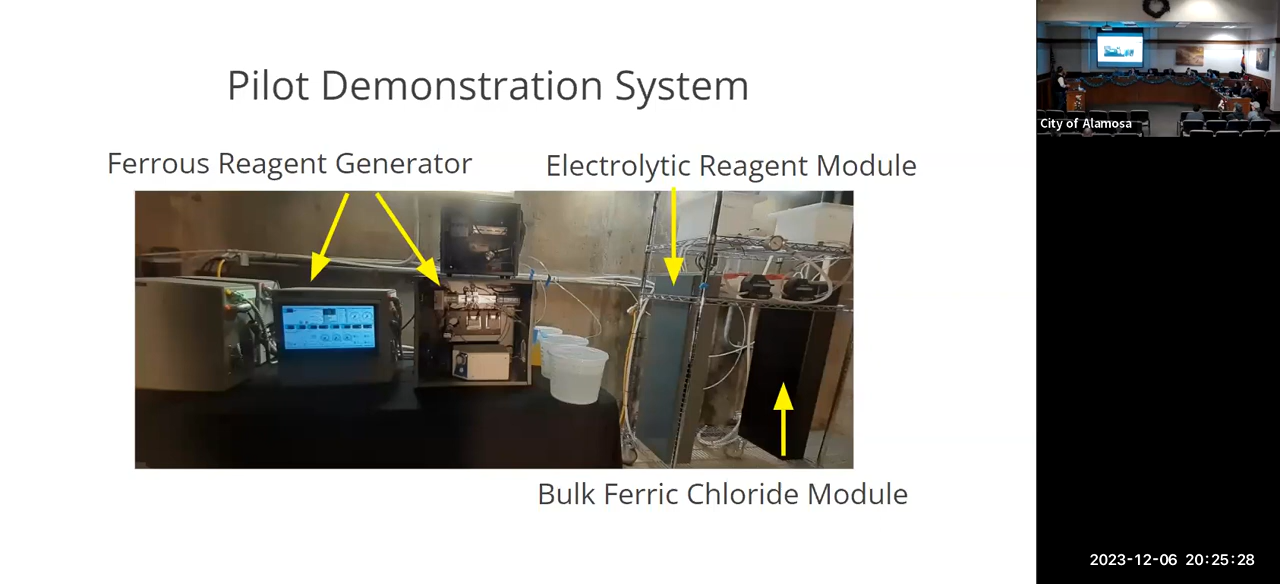 Pilot Demonstration System
Ferrous Reagent Generator
Electrolytic Reagent Module
Bulk Ferric Chloride Module
City of Alamosa
2023-12-06 20:25:28